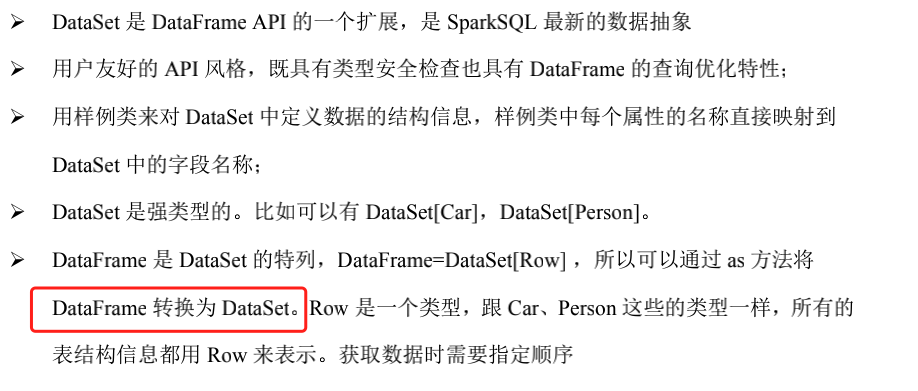 ➢ DataSet 是 DataFrame API 的一个扩展，是 SparkSQL 最新的数据抽象
➢ 用户友好的 API 风格，既具有类型安全检查也具有 DataFrame 的查询优化特性；
➢ 用样例类来对 DataSet 中定义数据的结构信息，样例类中每个属性的名称直接映射到
DataSet 中的字段名称；
➢ DataSet 是强类型的。比如可以有 DataSet[Car]，DataSet[Person]。
➢ DataFrame 是 DataSet 的特列，DataFrame=DataSet[Row] ，所以可以通过 as 方法将
DataFrame 转换为 DataSet。Row 是一个类型，跟 Car、Person 这些的类型一样，所有的
表结构信息都用 Row 来表示。获取数据时需要指定顺序